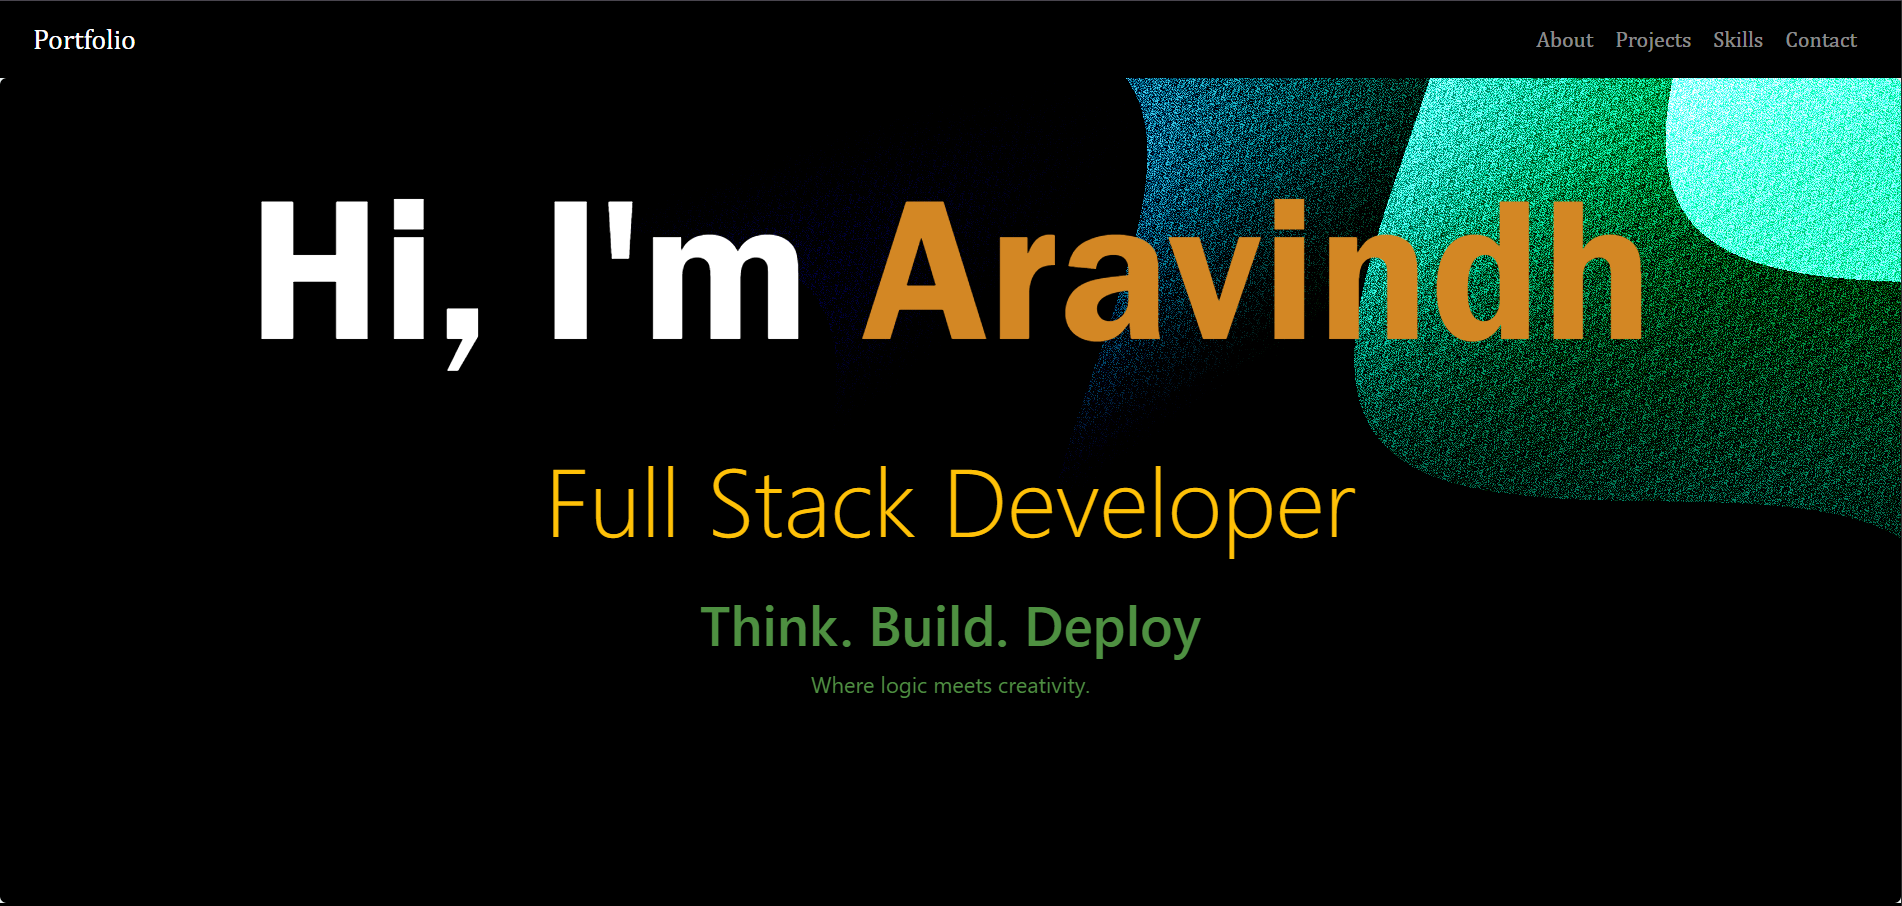 Portfolio
About Projects Skills Contact
Hi, I'm Aravindh
Full Stack Developer
Think. Build. Deploy
Where logic meets creativity.